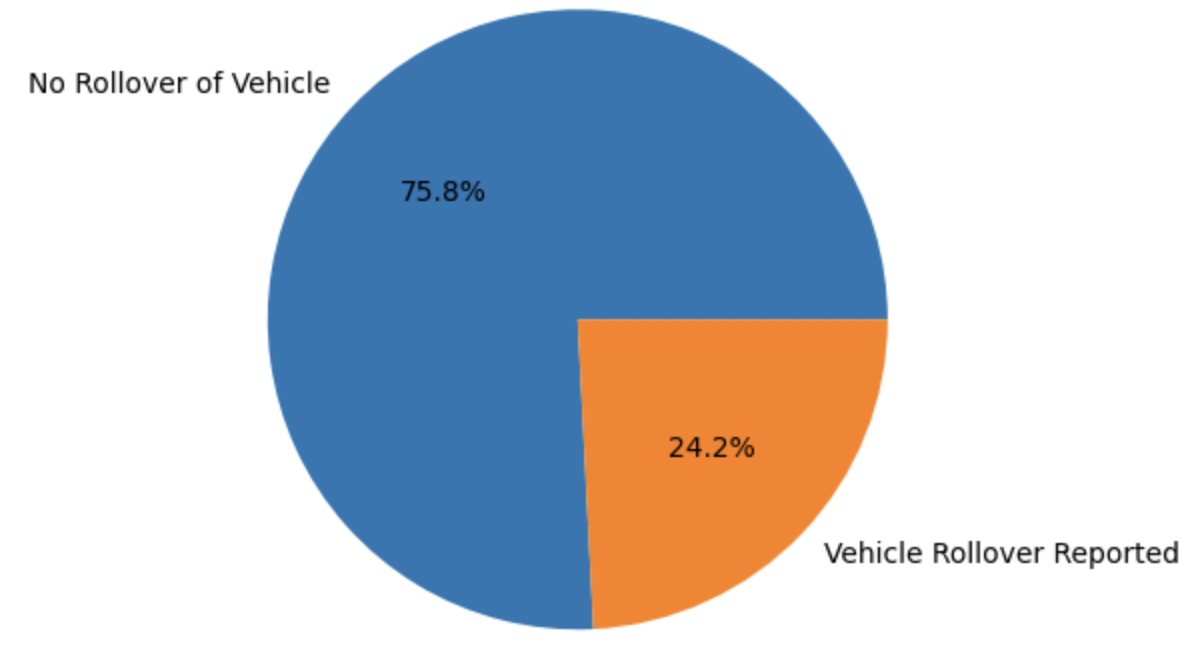 No Rollover of Vehicle
75.8%
24.2%
Vehicle Rollover Reported